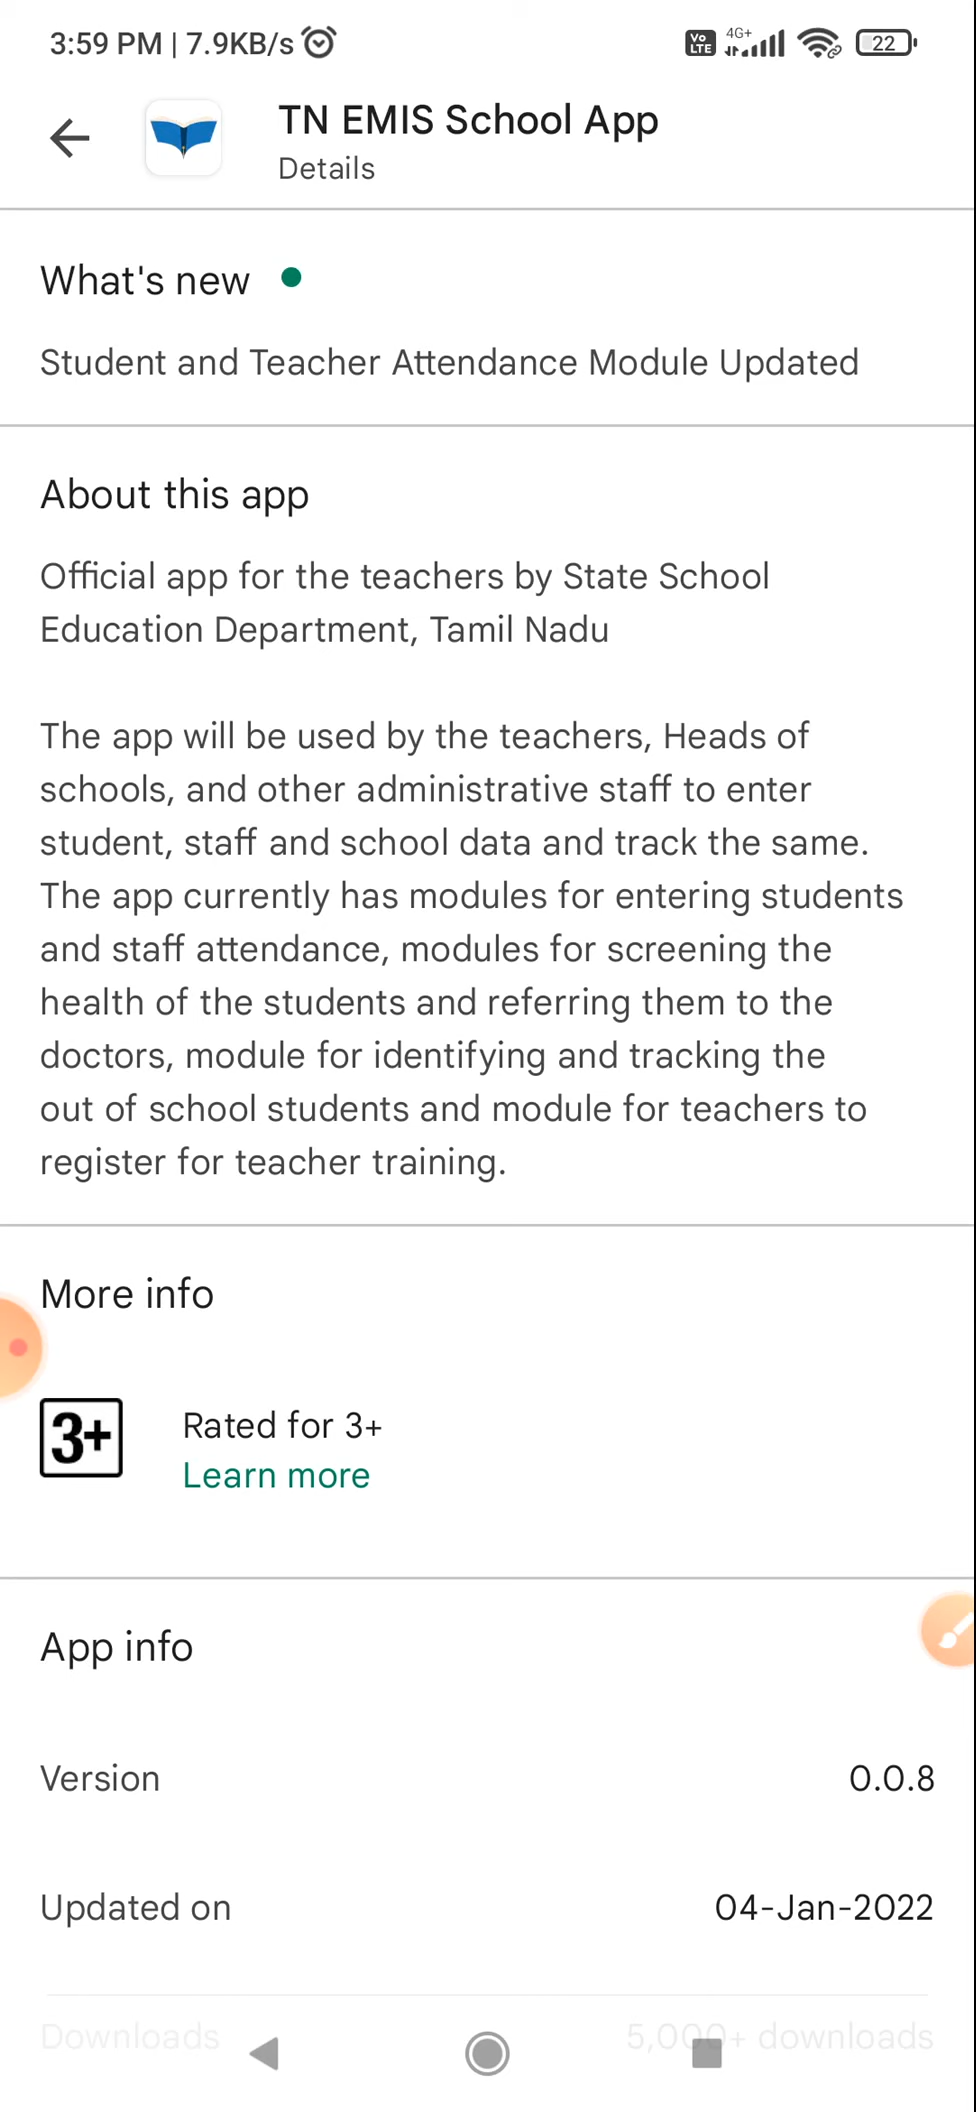 3:59 PM | 7.9KB/s
Vo LTE 4G+ 22
TN EMIS School App
Details
What's new
Student and Teacher Attendance Module Updated
About this app
Official app for the teachers by State School
Education Department, Tamil Nadu
The app will be used by the teachers, Heads of
schools, and other administrative staff to enter
student, staff and school data and track the same.
The app currently has modules for entering students
and staff attendance, modules for screening the
health of the students and referring them to the
doctors, module for identifying and tracking the
out of school students and module for teachers to
register for teacher training.
More info
3+
Rated for 3+
Learn more
App info
Version 0.0.8
Updated on 04-Jan-2022
Downloads 5,000+ downloads